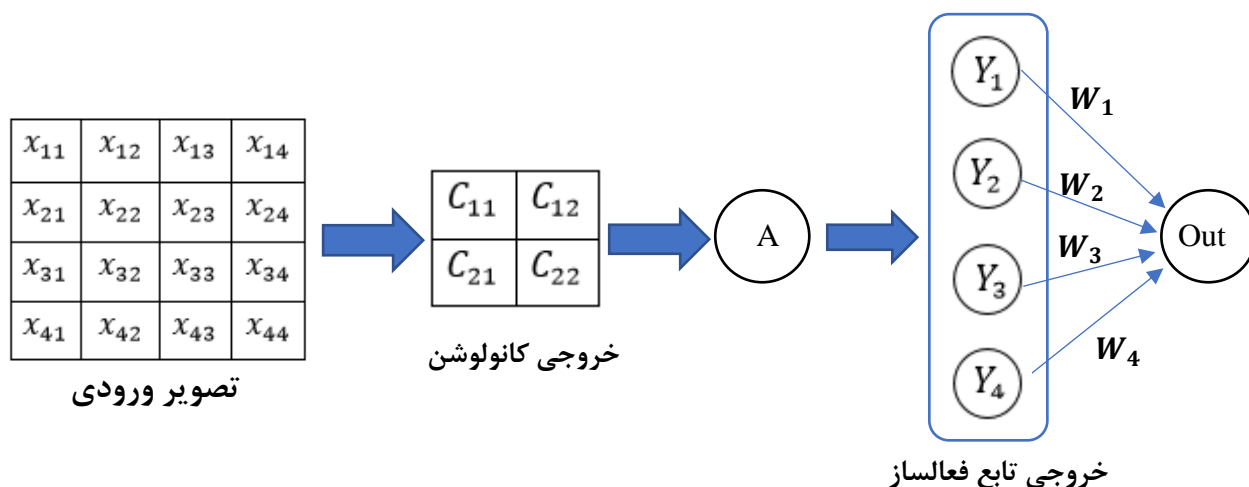 x₁₁ x₁₂ x₁₃ x₁₄
x₂₁ x₂₂ x₂₃ x₂₄
x₃₁ x₃₂ x₃₃ x₃₄
x₄₁ x₄₂ x₄₃ x₄₄
تصویر ورودی
C₁₁ C₁₂
C₂₁ C₂₂
خروجی کانولوشن
A
Y₁
Y₂
Y₃
Y₄
خروجی تابع فعالساز
W₁
W₂
W₃
W₄
Out